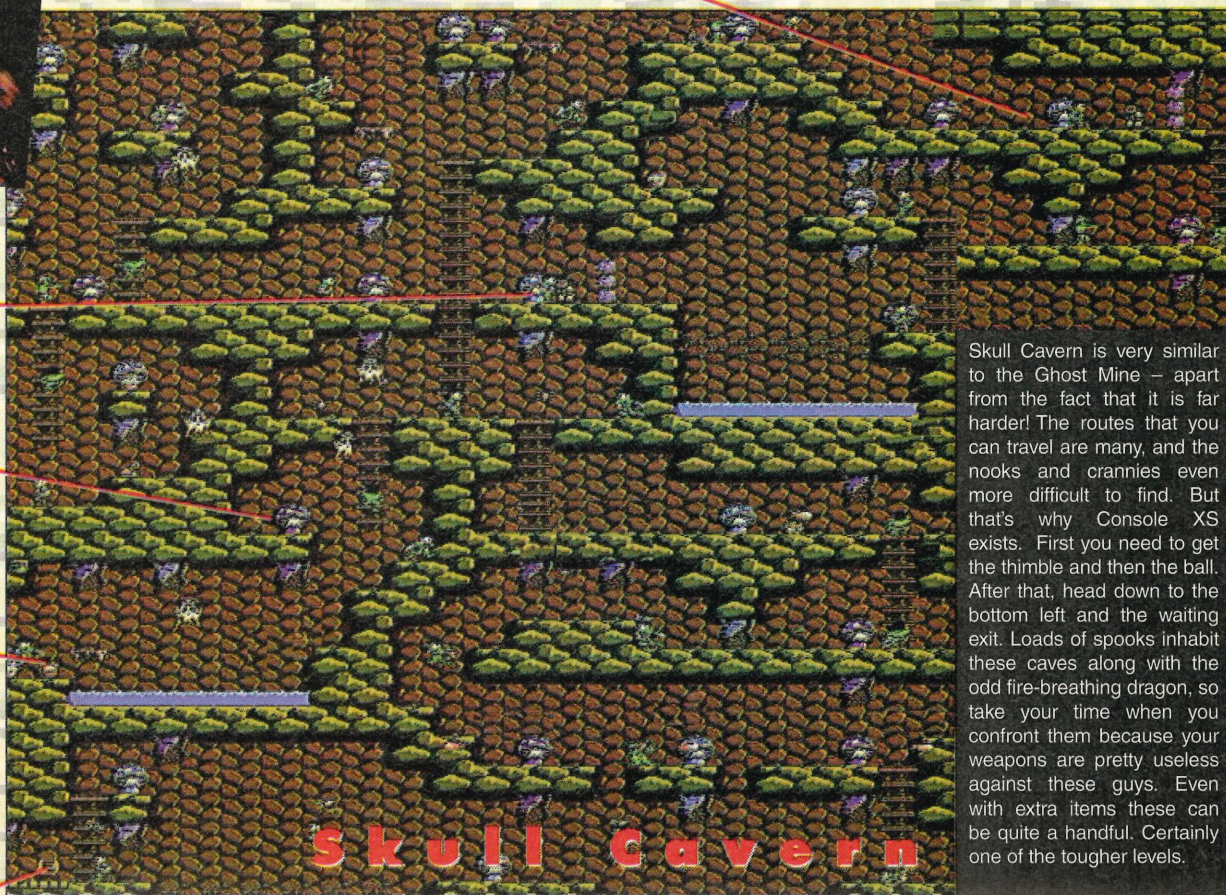 Skull Cavern is very similar
to the Ghost Mine – apart
from the fact that it is far
harder! The routes that you
can travel are many, and the
nooks and crannies even
more difficult to find. But
that's why Console XS
exists. First you need to get
the thimble and then the ball.
After that, head down to the
bottom left and the waiting
exit. Loads of spooks inhabit
these caves along with the
odd fire-breathing dragon, so
take your time when you
confront them because your
weapons are pretty useless
against these guys. Even
with extra items these can
be quite a handful. Certainly
one of the tougher levels.
Skull Cavern